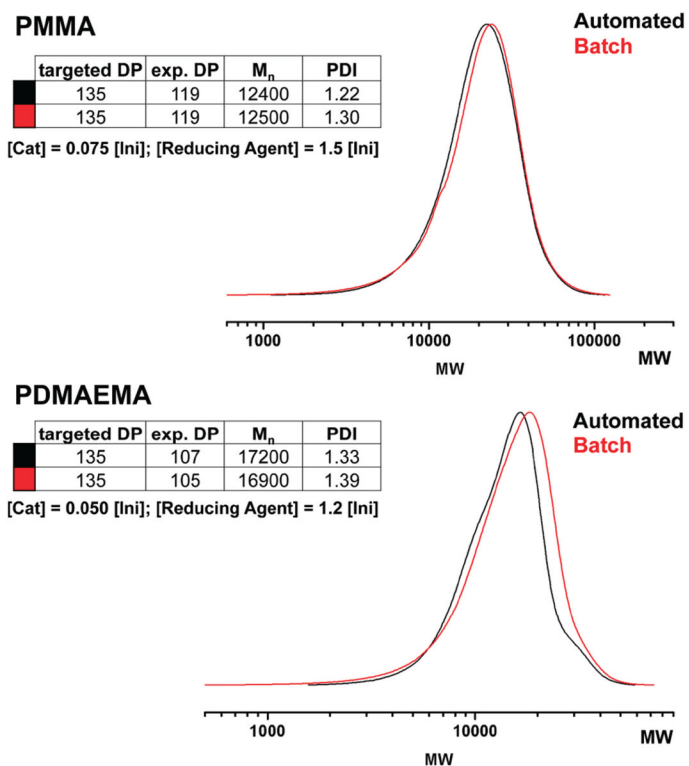 PMMA
Automated
Batch
targeted DP exp. DP Mn PDI
135 119 12400 1.22
135 119 12500 1.30
[Cat] = 0.075 [Ini]; [Reducing Agent] = 1.5 [Ini]
1000 10000 100000
MW
MW
PDMAEMA
Automated
Batch
targeted DP exp. DP Mn PDI
135 107 17200 1.33
135 105 16900 1.39
[Cat] = 0.050 [Ini]; [Reducing Agent] = 1.2 [Ini]
1000 10000
MW
MW